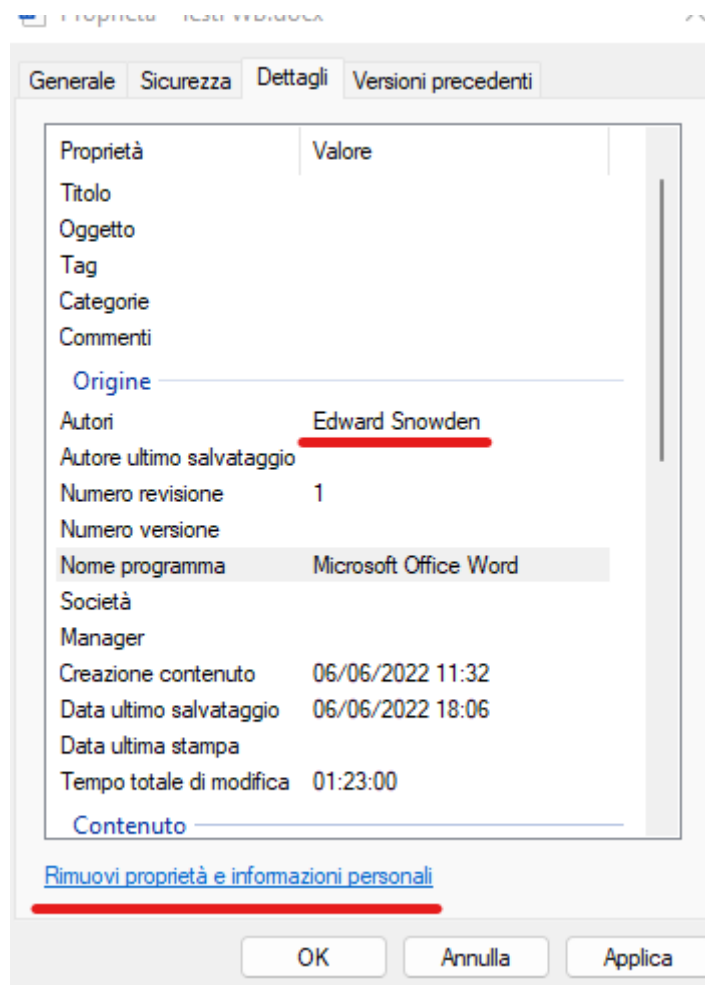 Generale Sicurezza Dettagli Versioni precedenti
Proprietà Valore
Titolo
Oggetto
Tag
Categorie
Commenti
Origine
Autori Edward Snowden
Autore ultimo salvataggio
Numero revisione 1
Numero versione
Nome programma Microsoft Office Word
Società
Manager
Creazione contenuto 06/06/2022 11:32
Data ultimo salvataggio 06/06/2022 18:06
Data ultima stampa
Tempo totale di modifica 01:23:00
Contenuto
Rimuovi proprietà e informazioni personali
OK Annulla Applica